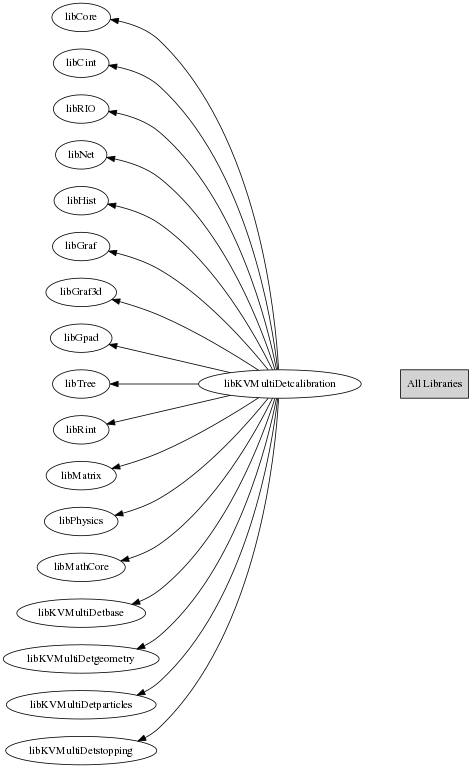 libCore
libCint
libRIO
libNet
libHist
libGraf
libGraf3d
libGpad
libTree
libKVMultiDetcalibration
All Libraries
libRint
libMatrix
libPhysics
libMathCore
libKVMultiDetbase
libKVMultiDetgeometry
libKVMultiDetparticles
libKVMultiDetstopping